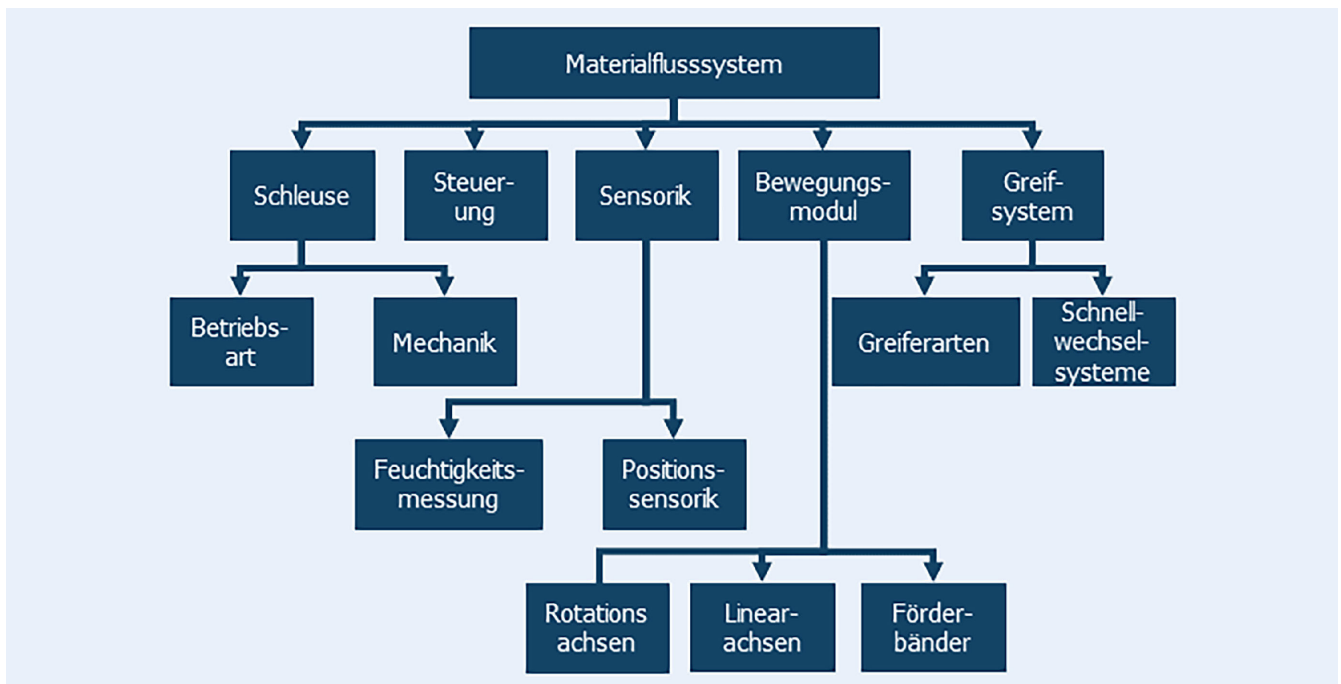 Materialflusssystem
Schleuse
Steuer-
ung
Sensorik
Bewegungs-
modul
Greif-
system
Betriebs-
art
Mechanik
Greiferarten
Schnell-
wechsel-
systeme
Feuchtigkeits-
messung
Positions-
sensorik
Rotations
achsen
Linear-
achsen
Förder-
bänder